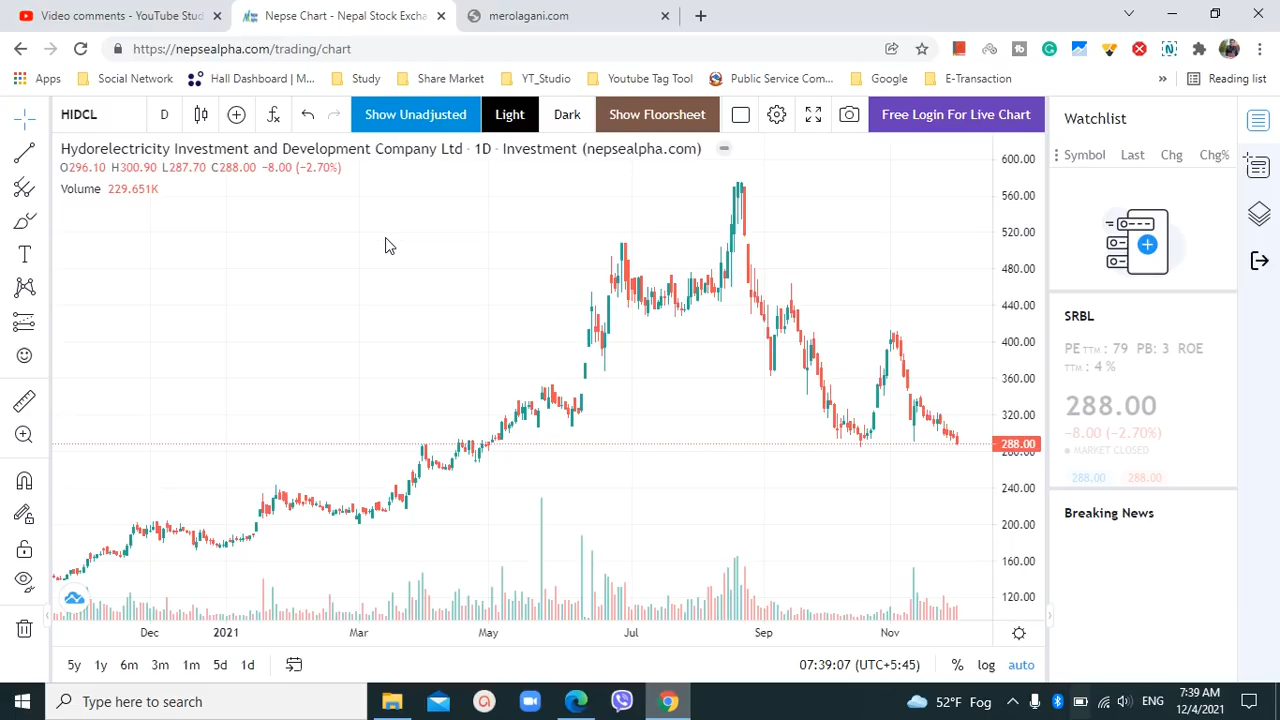 Video comments - YouTube Stud
Nepse Chart - Nepal Stock Excha
merolagani.com
https://nepsealpha.com/trading/chart
Apps
Social Network
Hall Dashboard | M...
Study
Share Market
YT_Studio
Youtube Tag Tool
Public Service Com...
Google
E-Transaction
»
Reading list
HIDCL
D
Show Unadjusted
Light
Dark
Show Floorsheet
Free Login For Live Chart
Watchlist
Hydorelectricity Investment and Development Company Ltd · 1D · Investment (nepsealpha.com)
O296.10 H300.90 L287.70 C288.00 -8.00 (-2.70%)
Volume 229.651K
Symbol Last Chg Chg%
600.00
560.00
520.00
480.00
440.00
400.00
360.00
320.00
288.00
240.00
200.00
160.00
120.00
SRBL
PE TTM : 79 PB: 3 ROE
TTM : 4 %
288.00
-8.00 (-2.70%)
MARKET CLOSED
288.00 288.00
Breaking News
Dec 2021 Mar May Jul Sep Nov
5y 1y 6m 3m 1m 5d 1d
07:39:07 (UTC+5:45)
% log auto
Type here to search
52°F Fog
ENG
7:39 AM
12/4/2021